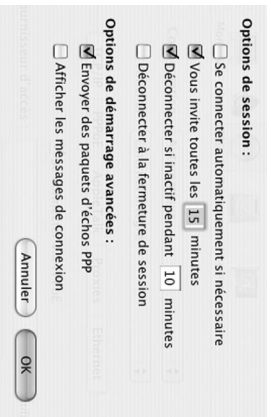 Options de session :
Se connecter automatiquement si nécessaire
Vous invite toutes les 15 minutes
Déconnecter si inactif pendant 10 minutes
Déconnecter à la fermeture de session
Options de démarrage avancées :
Envoyer des paquets d'échos PPP
Afficher les messages de connexion
Annuler
OK
Proxies
Ethernet